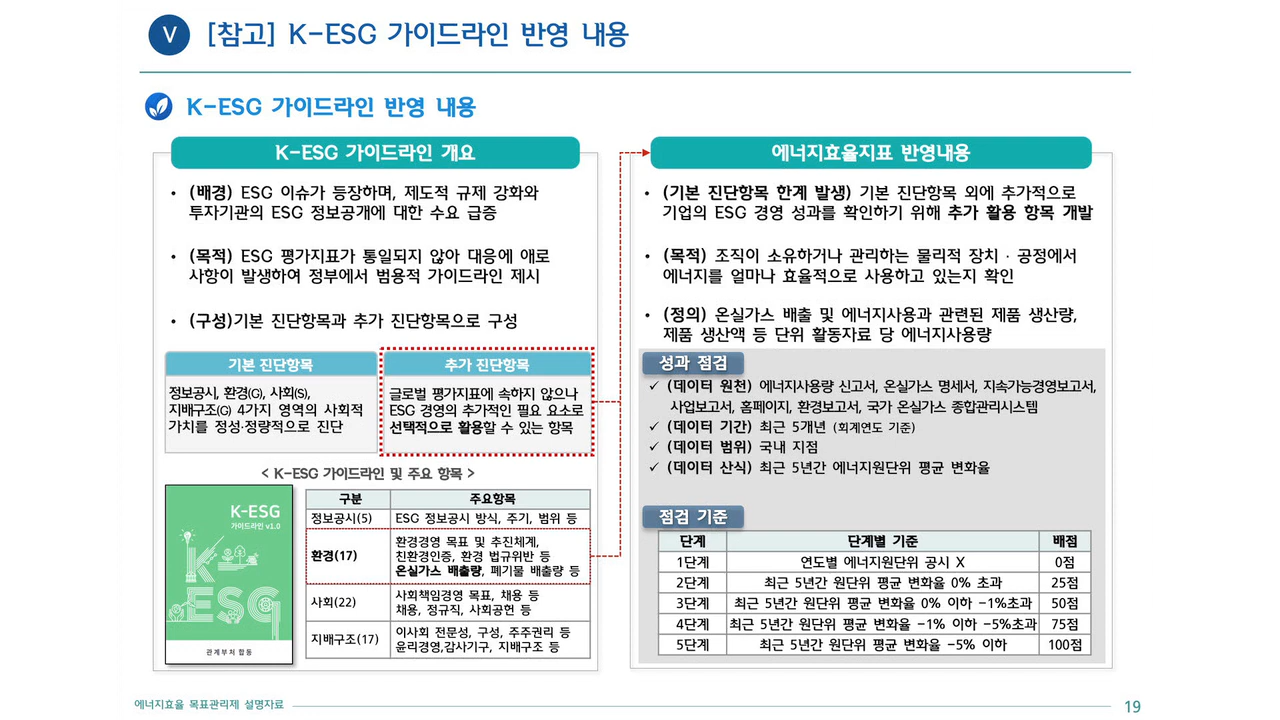 V [참고] K-ESG 가이드라인 반영 내용
K-ESG 가이드라인 반영 내용
K-ESG 가이드라인 개요
• (배경) ESG 이슈가 등장하며, 제도적 규제 강화와
투자기관의 ESG 정보공개에 대한 수요 급증
• (목적) ESG 평가지표가 통일되지 않아 대응에 애로
사항이 발생하여 정부에서 범용적 가이드라인 제시
• (구성)기본 진단항목과 추가 진단항목으로 구성
기본 진단항목
정보공시, 환경(G), 사회(S),
지배구조(G) 4가지 영역의 사회적
가치를 정성·정량적으로 진단
추가 진단항목
글로벌 평가지표에 속하지 않으나
ESG 경영의 추가적인 필요 요소로
선택적으로 활용할 수 있는 항목
< K-ESG 가이드라인 및 주요 항목 >
K-ESG
가이드라인 v1.0
K
ESG
관계부처 합동
구분 주요항목
정보공시(5) ESG 정보공시 방식, 주기, 범위 등
환경(17) 환경경영 목표 및 추진체계,
친환경인증, 환경 법규위반 등
온실가스 배출량, 폐기물 배출량 등
사회(22) 사회책임경영 목표, 채용 등
채용, 정규직, 사회공헌 등
지배구조(17) 이사회 전문성, 구성, 주주권리 등
윤리경영,감사기구, 지배구조 등
에너지효율지표 반영내용
• (기본 진단항목 한계 발생) 기본 진단항목 외에 추가적으로
기업의 ESG 경영 성과를 확인하기 위해 추가 활용 항목 개발
• (목적) 조직이 소유하거나 관리하는 물리적 장치 · 공정에서
에너지를 얼마나 효율적으로 사용하고 있는지 확인
• (정의) 온실가스 배출 및 에너지사용과 관련된 제품 생산량,
제품 생산액 등 단위 활동자료 당 에너지사용량
성과 점검
✓ (데이터 원천) 에너지사용량 신고서, 온실가스 명세서, 지속가능경영보고서,
사업보고서, 홈페이지, 환경보고서, 국가 온실가스 종합관리시스템
✓ (데이터 기간) 최근 5개년 (회계연도 기준)
✓ (데이터 범위) 국내 지점
✓ (데이터 산식) 최근 5년간 에너지원단위 평균 변화율
점검 기준
단계 단계별 기준 배점
1단계 연도별 에너지원단위 공시 X 0점
2단계 최근 5년간 원단위 평균 변화율 0% 초과 25점
3단계 최근 5년간 원단위 평균 변화율 0% 이하 -1%초과 50점
4단계 최근 5년간 원단위 평균 변화율 -1% 이하 -5%초과 75점
5단계 최근 5년간 원단위 평균 변화율 -5% 이하 100점
에너지효율 목표관리제 설명자료 19